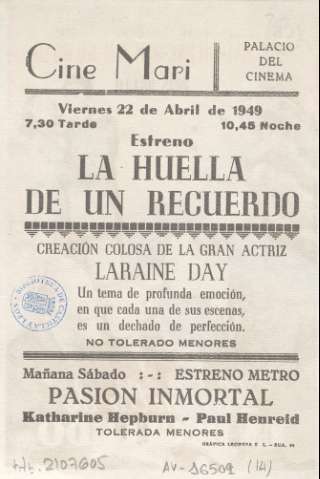 Cine Mari
PALACIO
DEL
CINEMA
Viernes 22 de Abril de 1949
7,30 Tarde 10,45 Noche
Estreno
LA HUELLA
DE UN RECUERDO
CREACIÓN COLOSA DE LA GRAN ACTRIZ
LARAINE DAY
Un tema de profunda emoción,
en que cada una de sus escenas,
es un dechado de perfección.
NO TOLERADO MENORES
Mañana Sábado :-: ESTRENO METRO
PASION INMORTAL
Katharine Hepburn - Paul Henreid
TOLERADA MENORES
GRÁFICA
tit. 2107605 AV-16509 (14)